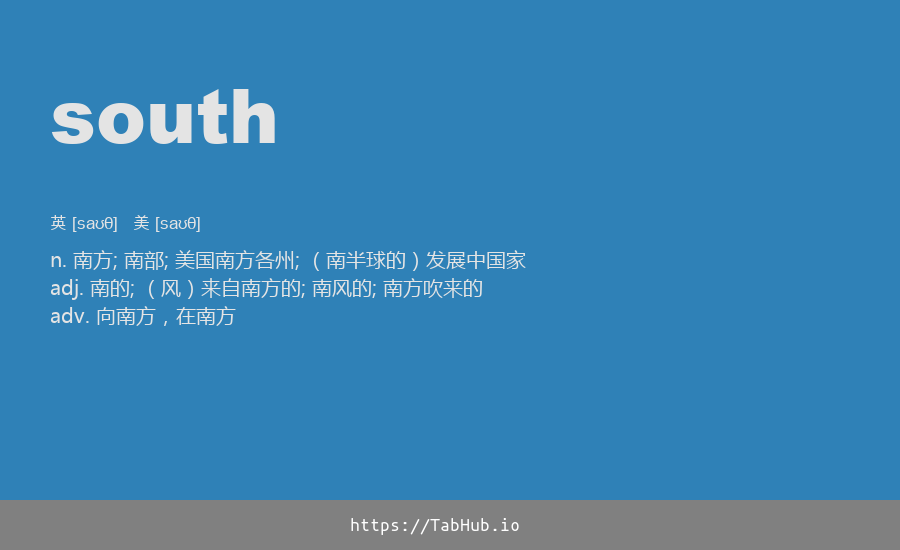 south
英 [saʊθ] 美 [saʊθ]
n. 南方; 南部; 美国南方各州; （南半球的）发展中国家
adj. 南的; （风）来自南方的; 南风的; 南方吹来的
adv. 向南方，在南方
https://TabHub.io